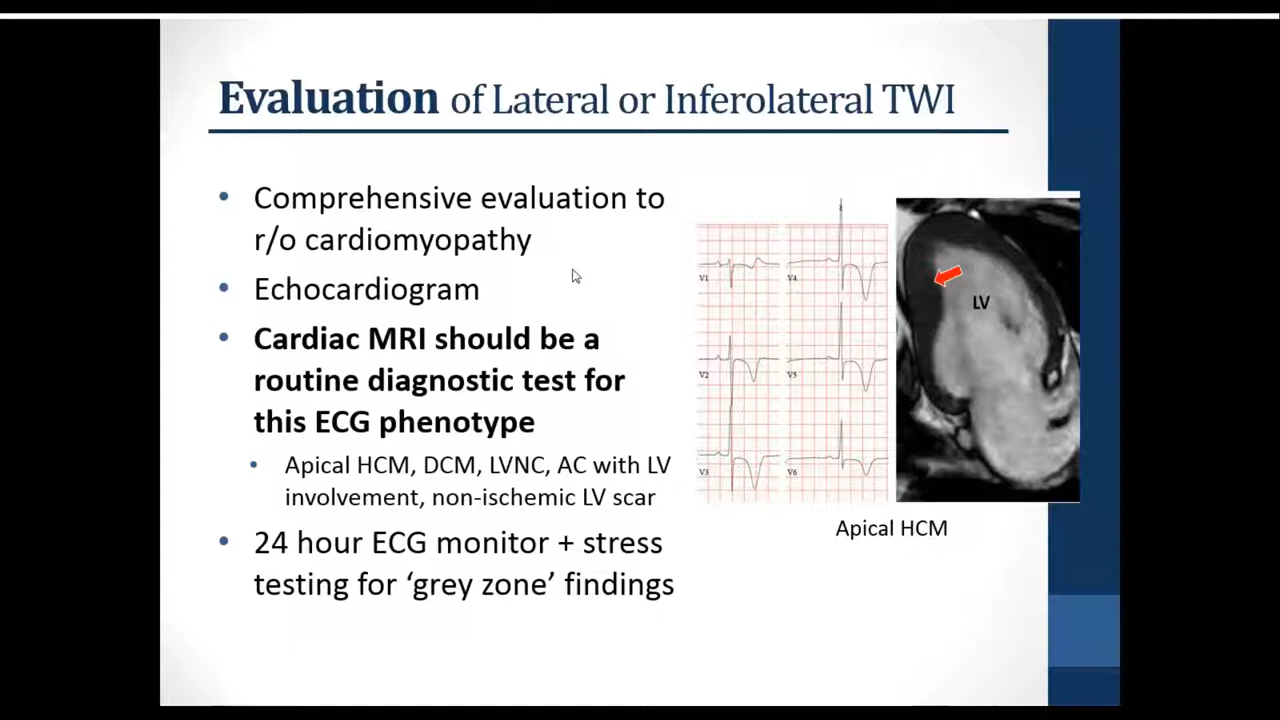 Evaluation of Lateral or Inferolateral TWI
Comprehensive evaluation to
r/o cardiomyopathy
Echocardiogram
Cardiac MRI should be a
routine diagnostic test for
this ECG phenotype
Apical HCM, DCM, LVNC, AC with LV
involvement, non-ischemic LV scar
24 hour ECG monitor + stress
testing for ‘grey zone’ findings
V1
V4
V2
V5
V3
V6
LV
Apical HCM